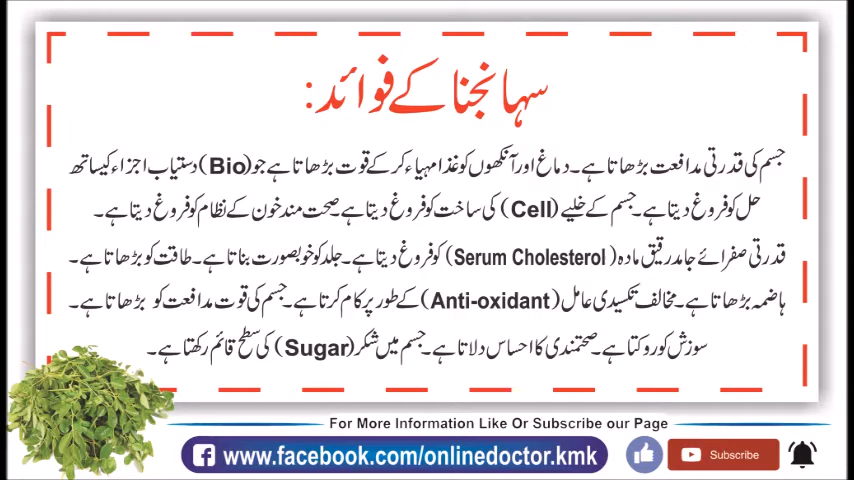 سہانجنا کے فوائد:
جسم کی قدرتی مدافعت بڑھاتا ہے۔ دماغ اور آنکھوں کو غذا مہیاء کر کے قوت بڑھاتا ہے جو (Bio) دستیاب اجزاء کیساتھ
حل کو فروغ دیتا ہے۔ جسم کے خلیے (Cell) کی ساخت کو فروغ دیتا ہے۔ صحت مند خون کے نظام کو فروغ دیتا ہے۔
قدرتی صفرائے جامد رقیق مادہ (Serum Cholesterol) کو فروغ دیتا ہے۔ جلد کو خوبصورت بناتا ہے۔ طاقت کو بڑھاتا ہے۔
ہاضمہ بڑھاتا ہے۔ مخالف تکسیدی عامل (Anti-oxidant) کے طور پر کام کرتا ہے۔ جسم کی قوت مدافعت کو بڑھاتا ہے۔
سوزش کو روکتا ہے۔ صحتمندی کا احساس دلاتا ہے۔ جسم میں شکر (Sugar) کی سطح قائم رکھتا ہے۔
For More Information Like Or Subscribe our Page
www.facebook.com/onlinedoctor.kmk
Subscribe